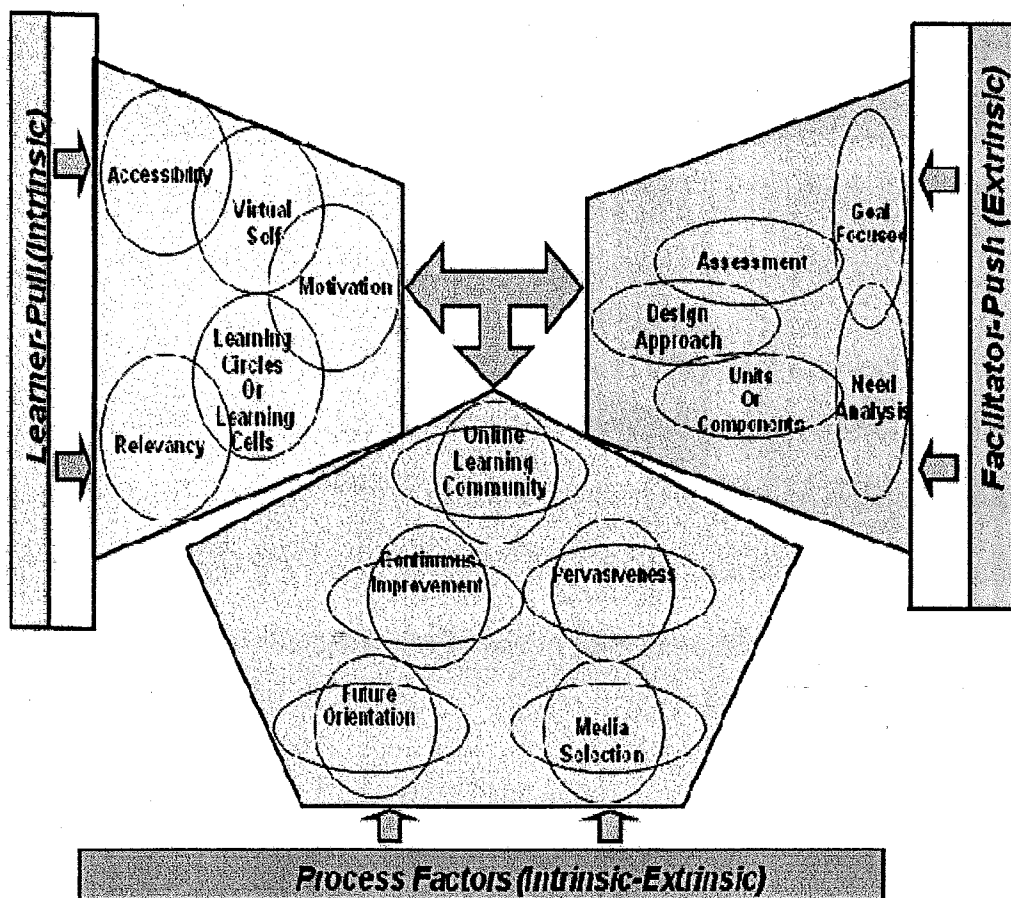 Learner-Pull(Intrinsic)
Accessibility
Virtual
Self
Motivation
Learning
Circles
Or
Learning
Cells
Relevancy
Goal
Focused
Assessment
Design
Approach
Units
Or
Components
Need
Analysis
Facilitator-Push (Extrinsic)
Online
Learning
Community
Continuous
Improvement
Pervasiveness
Future
Orientation
Media
Selection
Process Factors (Intrinsic-Extrinsic)